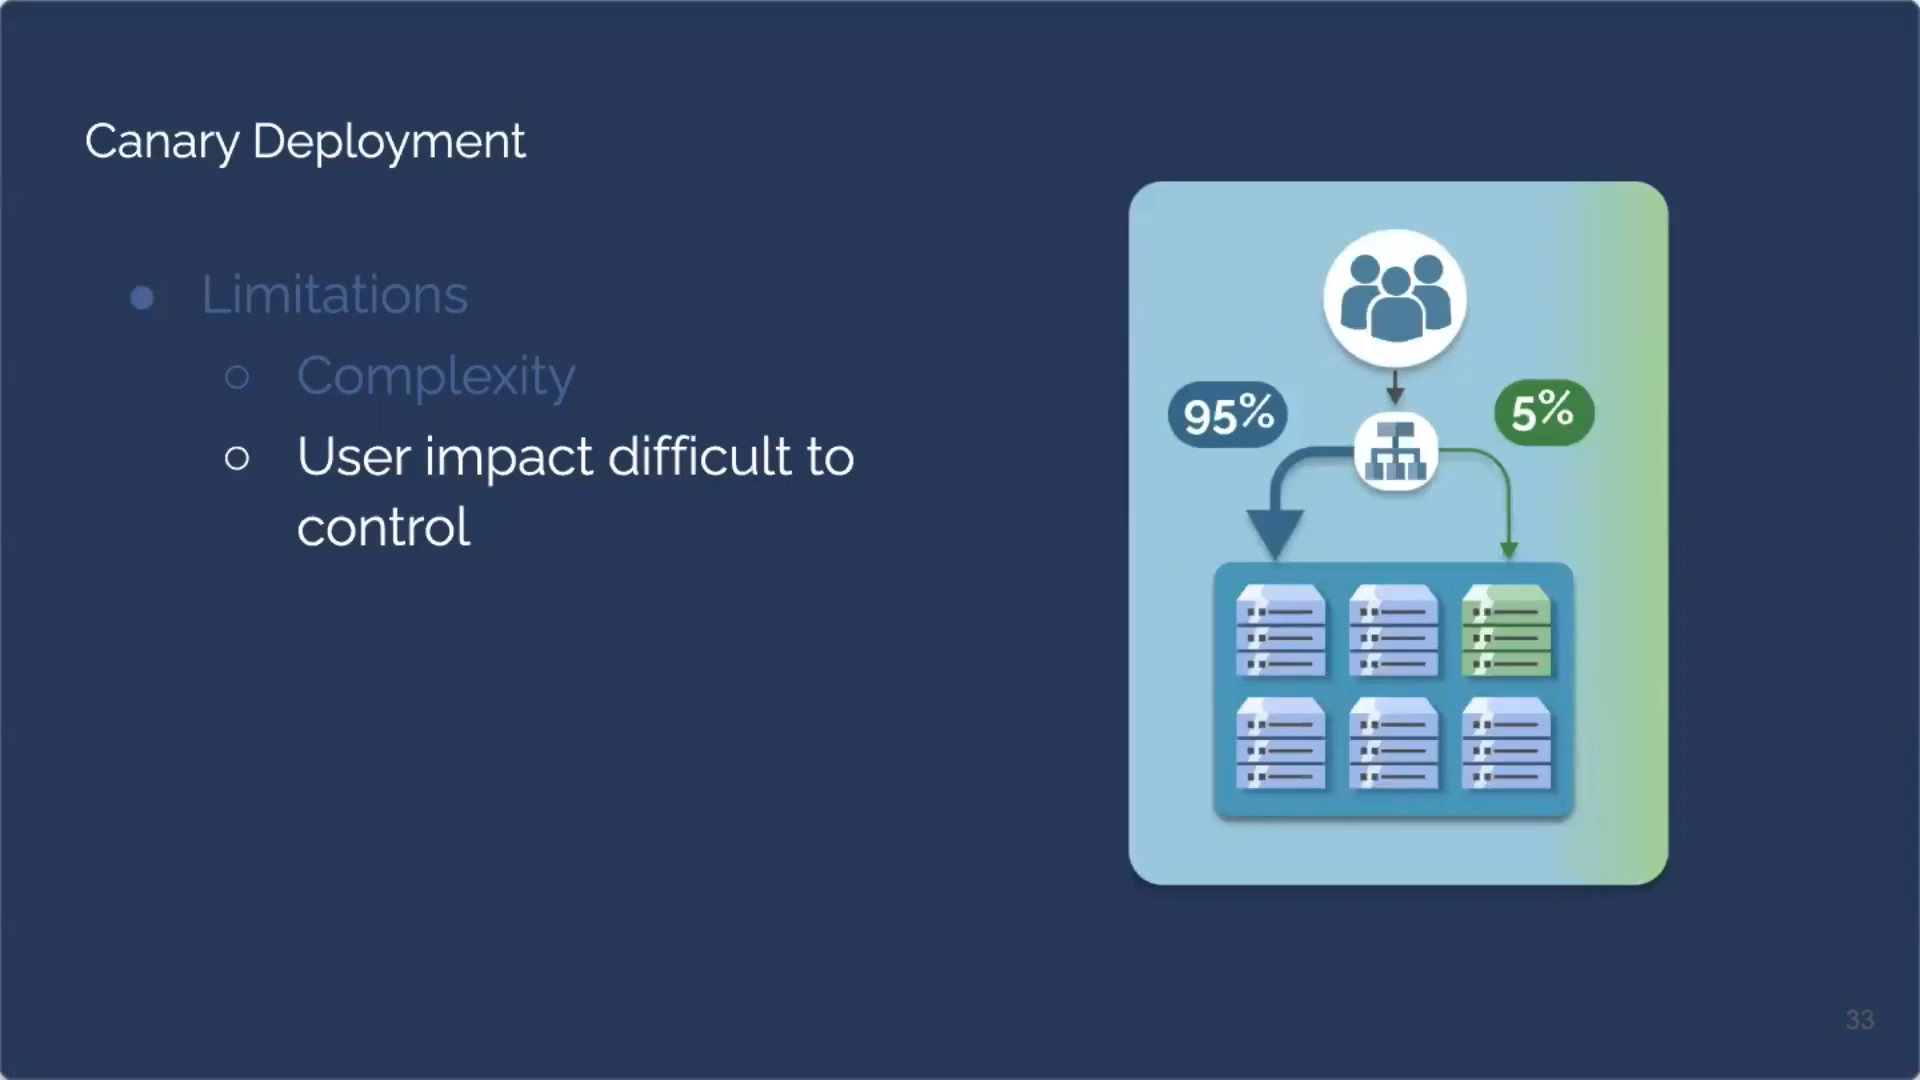 Canary Deployment
● Limitations
○ Complexity
○ User impact difficult to
control
95%
5%
33